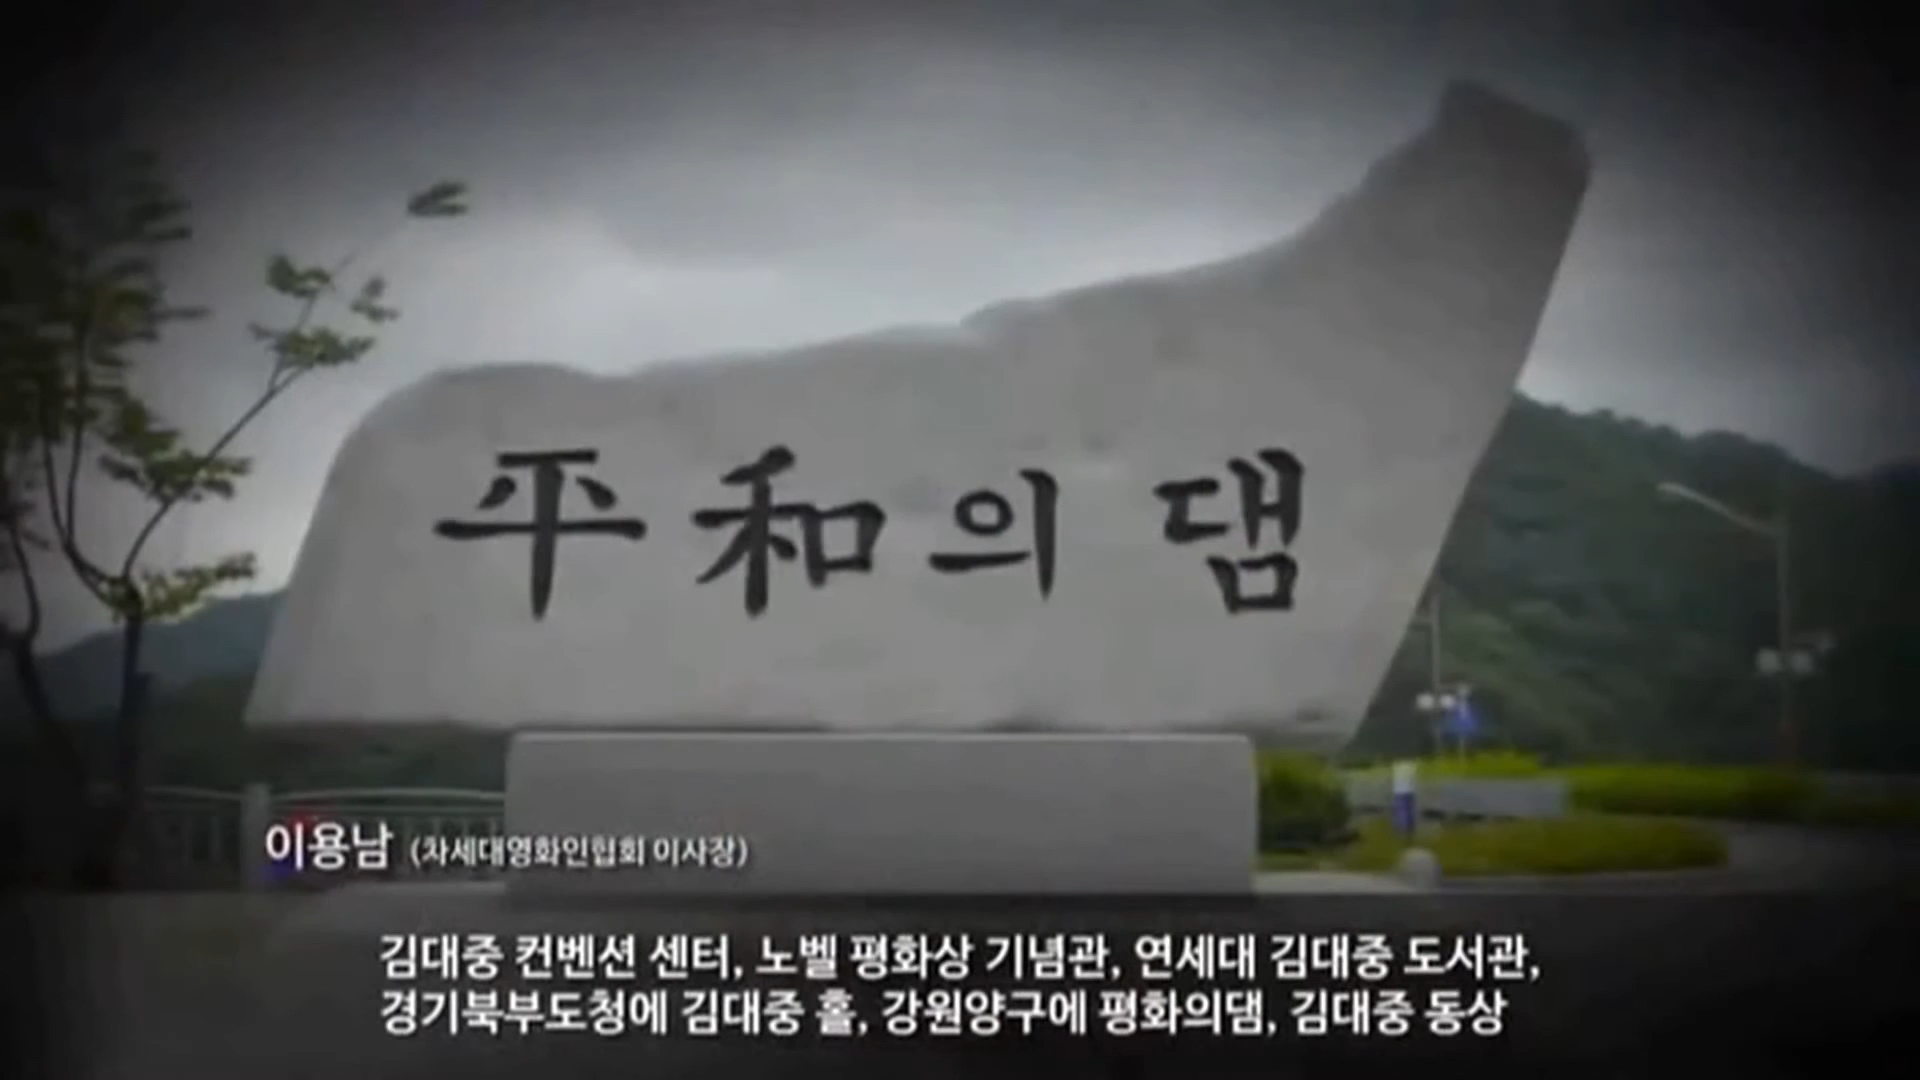 平和의 댐
이용남 (차세대영화인협회 이사장)
김대중 컨벤션 센터, 노벨 평화상 기념관, 연세대 김대중 도서관,
경기북부도청에 김대중 홀, 강원양구에 평화의댐, 김대중 동상